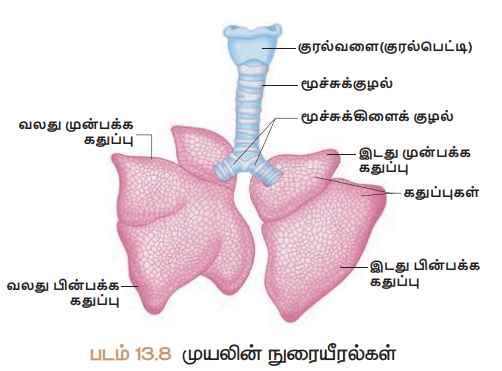 குரல்வளை(குரல்பெட்டி)
மூச்சுக்குழல்
மூச்சுக்கிளைக் குழல்
வலது முன்பக்க
கதுப்பு
இடது முன்பக்க
கதுப்பு
கதுப்புகள்
இடது பின்பக்க
கதுப்பு
வலது பின்பக்க
கதுப்பு
படம் 13.8 முயலின் நுரையீரல்கள்